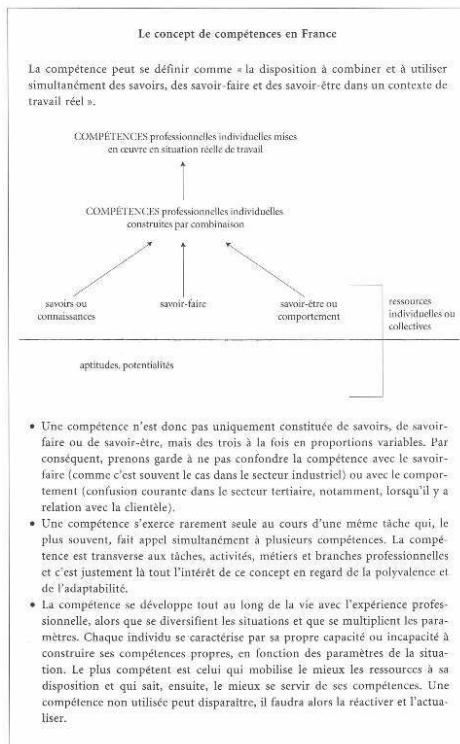 Le concept de compétences en France
La compétence peut se définir comme « la disposition à combiner et à utiliser
simultanément des savoirs, des savoir-faire et des savoir-être dans un contexte de
travail réel ».
COMPÉTENCES professionnelles individuelles mises
en œuvre en situation réelle de travail
COMPÉTENCES professionnelles individuelles
construites par combinaison
savoirs ou
connaissances
savoir-faire
savoir-être ou
comportement
ressources
individuelles ou
collectives
aptitudes, potentialités
• Une compétence n'est donc pas uniquement constituée de savoirs, de savoir-
faire ou de savoir-être, mais des trois à la fois en proportions variables. Par
conséquent, prenons garde à ne pas confondre la compétence avec le savoir-
faire (comme c'est souvent le cas dans le secteur industriel) ou avec le compor-
tement (confusion courante dans le secteur tertiaire, notamment, lorsqu'il y a
relation avec la clientèle).
• Une compétence s'exerce rarement seule au cours d'une même tâche qui, le
plus souvent, fait appel simultanément à plusieurs compétences. La compé-
tence est transverse aux tâches, activités, métiers et branches professionnelles
et c'est justement là tout l'intérêt de ce concept en regard de la polyvalence et
de l'adaptabilité.
• La compétence se développe tout au long de la vie avec l'expérience profes-
sionnelle, alors que se diversifient les situations et que se multiplient les para-
mètres. Chaque individu se caractérise par sa propre capacité ou incapacité à
construire ses compétences propres, en fonction des paramètres de la situa-
tion. Le plus compétent est celui qui mobilise le mieux les ressources à sa
disposition et qui sait, ensuite, le mieux se servir de ses compétences. Une
compétence non utilisée peut disparaître, il faudra alors la réactiver et l'actua-
liser.